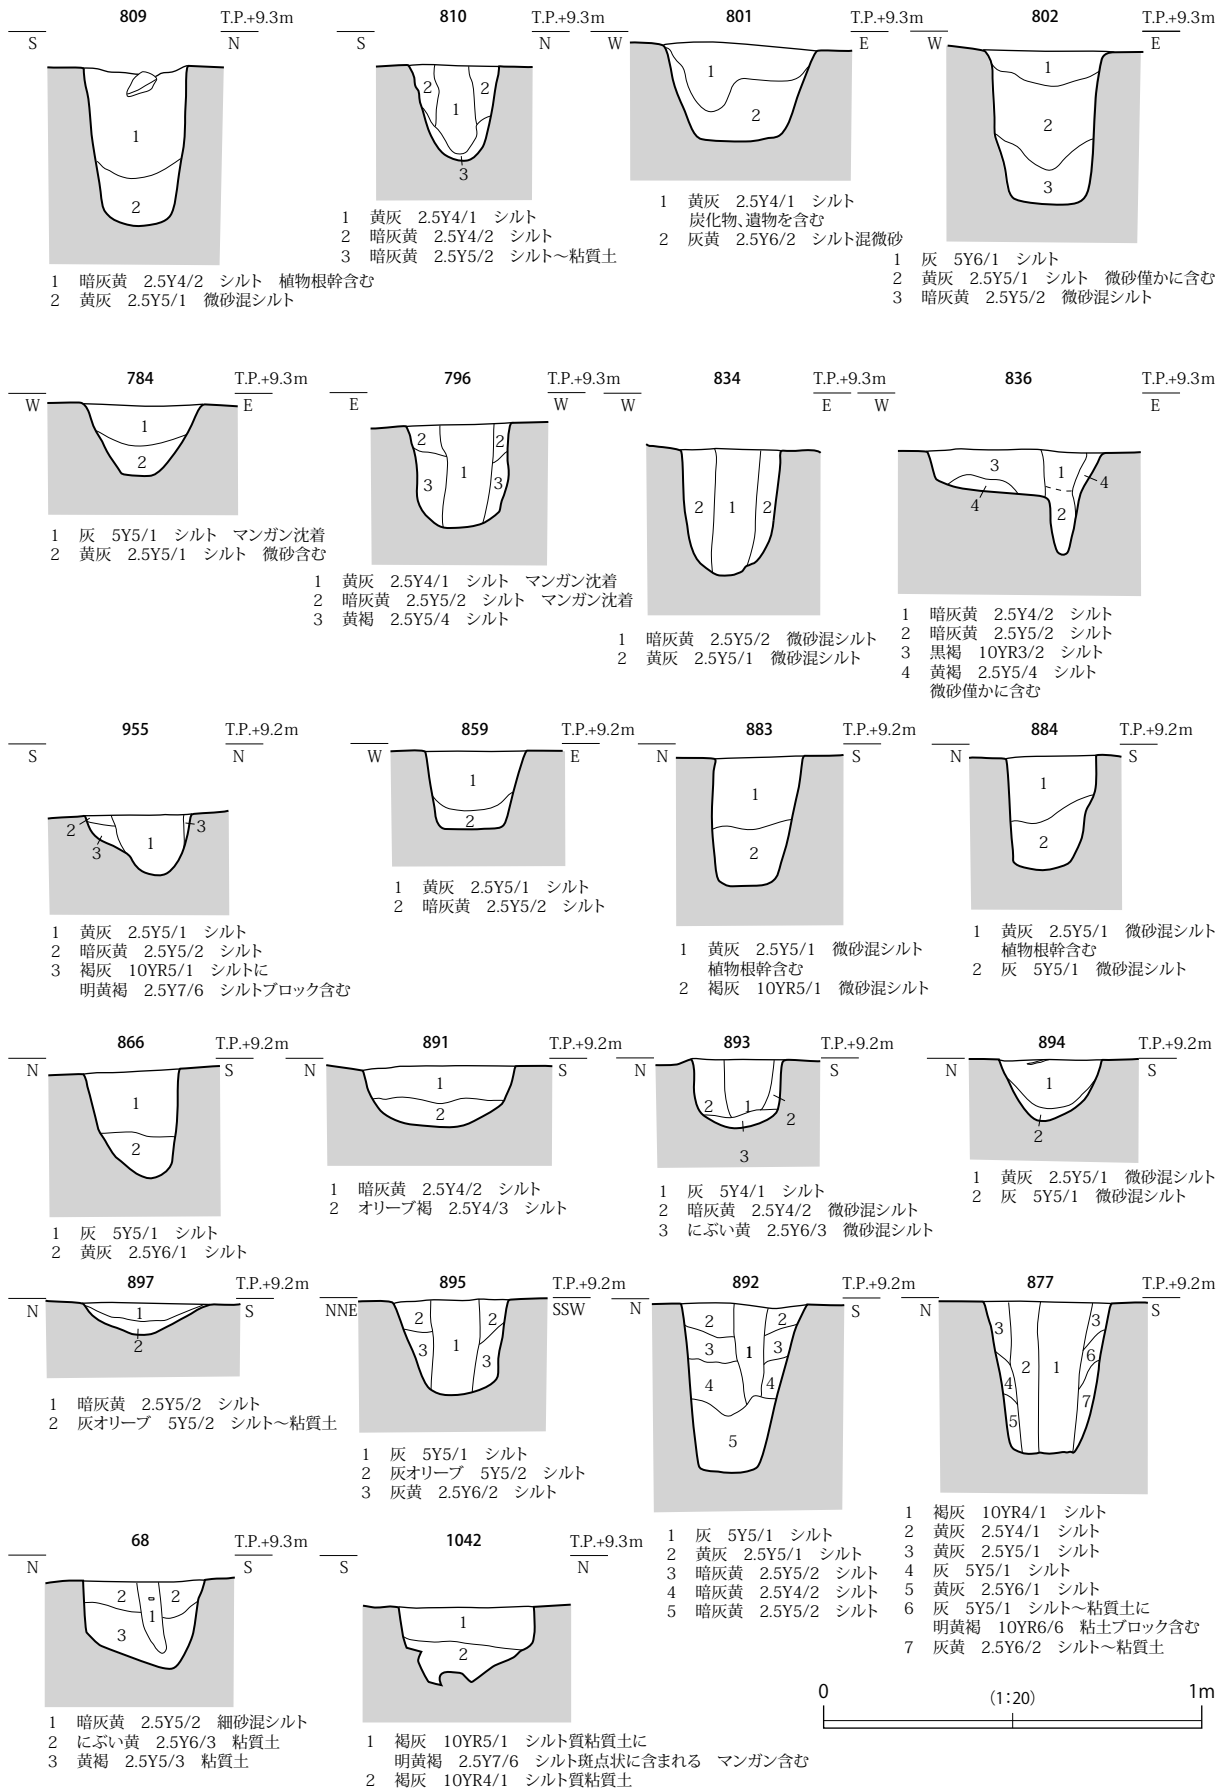 809 T.P.+9.3m
S N
1
2
1 暗灰黄 2.5Y4/2 シルト 植物根幹含む
2 黄灰 2.5Y5/1 微砂混シルト
810 T.P.+9.3m
S N
2 1 2
3
1 黄灰 2.5Y4/1 シルト
2 暗灰黄 2.5Y4/2 シルト
3 暗灰黄 2.5Y5/2 シルト～粘質土
801 T.P.+9.3m
W E
1
2
1 黄灰 2.5Y4/1 シルト
炭化物、遺物を含む
2 灰黄 2.5Y6/2 シルト混微砂
802 T.P.+9.3m
W E
1
2
3
1 灰 5Y6/1 シルト
2 黄灰 2.5Y5/1 シルト 微砂僅かに含む
3 暗灰黄 2.5Y5/2 微砂混シルト
784 T.P.+9.3m
W E
1
2
1 灰 5Y5/1 シルト マンガン沈着
2 黄灰 2.5Y5/1 シルト 微砂含む
796 T.P.+9.3m
E W
2 1 2
3 3
1 黄灰 2.5Y4/1 シルト マンガン沈着
2 暗灰黄 2.5Y5/2 シルト マンガン沈着
3 黄褐 2.5Y5/4 シルト
834 T.P.+9.3m
W E
2 1 2
1 暗灰黄 2.5Y5/2 微砂混シルト
2 黄灰 2.5Y5/1 微砂混シルト
836 T.P.+9.3m
W E
3 1
4 2 4
1 暗灰黄 2.5Y4/2 シルト
2 暗灰黄 2.5Y5/2 シルト
3 黒褐 10YR3/2 シルト
4 黄褐 2.5Y5/4 シルト
微砂僅かに含む
955 T.P.+9.2m
S N
2 1 3
3
1 黄灰 2.5Y5/1 シルト
2 暗灰黄 2.5Y5/2 シルト
3 褐灰 10YR5/1 シルトに
明黄褐 2.5Y7/6 シルトブロック含む
859 T.P.+9.2m
W E
1
2
1 黄灰 2.5Y5/1 シルト
2 暗灰黄 2.5Y5/2 シルト
883 T.P.+9.2m
N S
1
2
1 黄灰 2.5Y5/1 微砂混シルト
植物根幹含む
2 褐灰 10YR5/1 微砂混シルト
884 T.P.+9.2m
N S
1
2
1 黄灰 2.5Y5/1 微砂混シルト
植物根幹含む
2 灰 5Y5/1 微砂混シルト
866 T.P.+9.2m
N S
1
2
1 灰 5Y5/1 シルト
2 黄灰 2.5Y6/1 シルト
891 T.P.+9.2m
N S
1
2
1 暗灰黄 2.5Y4/2 シルト
2 オリーブ褐 2.5Y4/3 シルト
893 T.P.+9.2m
N S
2 1 2
3
1 灰 5Y4/1 シルト
2 暗灰黄 2.5Y4/2 微砂混シルト
3 にぶい黄 2.5Y6/3 微砂混シルト
894 T.P.+9.2m
N S
1
2
1 黄灰 2.5Y5/1 微砂混シルト
2 灰 5Y5/1 微砂混シルト
897 T.P.+9.2m
N S
1
2
1 暗灰黄 2.5Y5/2 シルト
2 灰オリーブ 5Y5/2 シルト～粘質土
895 T.P.+9.2m
NNE SSW
2 1 2
3 3
1 灰 5Y5/1 シルト
2 灰オリーブ 5Y5/2 シルト
3 灰黄 2.5Y6/2 シルト
892 T.P.+9.2m
N S
2 2
3 1 3
4 4
5
1 灰 5Y5/1 シルト
2 黄灰 2.5Y5/1 シルト
3 暗灰黄 2.5Y5/2 シルト
4 暗灰黄 2.5Y4/2 シルト
5 暗灰黄 2.5Y5/2 シルト
877 T.P.+9.2m
N S
3 3
2 1 6
4 7
5
1 褐灰 10YR4/1 シルト
2 黄灰 2.5Y4/1 シルト
3 黄灰 2.5Y5/1 シルト
4 灰 5Y5/1 シルト
5 黄灰 2.5Y6/1 シルト
6 灰 5Y5/1 シルト～粘質土に
明黄褐 10YR6/6 粘土ブロック含む
7 灰黄 2.5Y6/2 シルト～粘質土
68 T.P.+9.3m
N S
2 1 2
3
1 暗灰黄 2.5Y5/2 細砂混シルト
2 にぶい黄 2.5Y6/3 粘質土
3 黄褐 2.5Y5/3 粘質土
1042 T.P.+9.3m
S N
1
2
1 褐灰 10YR5/1 シルト質粘質土に
明黄褐 2.5Y7/6 シルト斑点状に含まれる マンガン含む
2 褐灰 10YR4/1 シルト質粘質土
0 (1:20) 1m